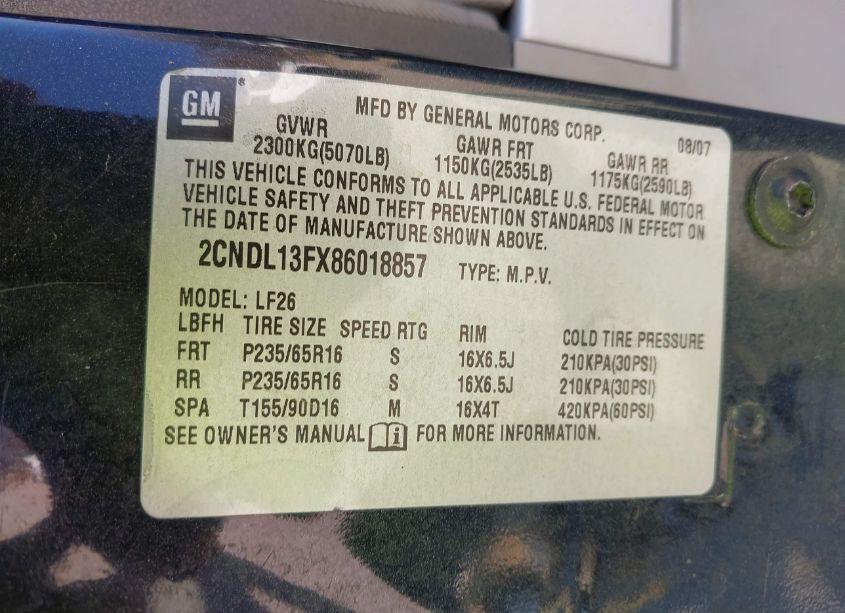 GM
MFD BY GENERAL MOTORS CORP. 08/07
GVWR GAWR FRT GAWR RR
2300KG(5070LB) 1150KG(2535LB) 1175KG(2590LB)
THIS VEHICLE CONFORMS TO ALL APPLICABLE U.S. FEDERAL MOTOR
VEHICLE SAFETY AND THEFT PREVENTION STANDARDS IN EFFECT ON
THE DATE OF MANUFACTURE SHOWN ABOVE.
2CNDL13FX86018857 TYPE: M.P.V.
MODEL: LF26
LBFH TIRE SIZE SPEED RTG RIM COLD TIRE PRESSURE
FRT P235/65R16 S 16X6.5J 210KPA(30PSI)
RR P235/65R16 S 16X6.5J 210KPA(30PSI)
SPA T155/90D16 M 16X4T 420KPA(60PSI)
SEE OWNER'S MANUAL i FOR MORE INFORMATION.